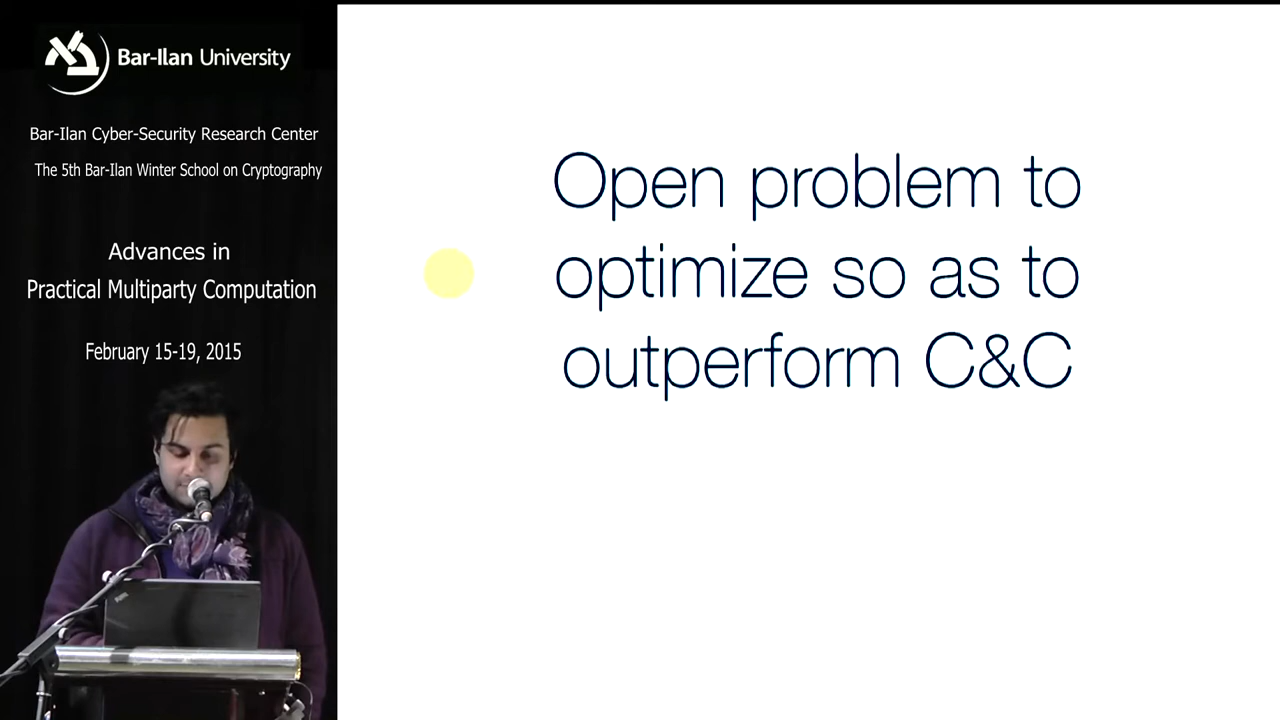 Bar-Ilan University
Bar-Ilan Cyber-Security Research Center
The 5th Bar-Ilan Winter School on Cryptography
Advances in
Practical Multiparty Computation
February 15-19, 2015
Open problem to
optimize so as to
outperform C&C